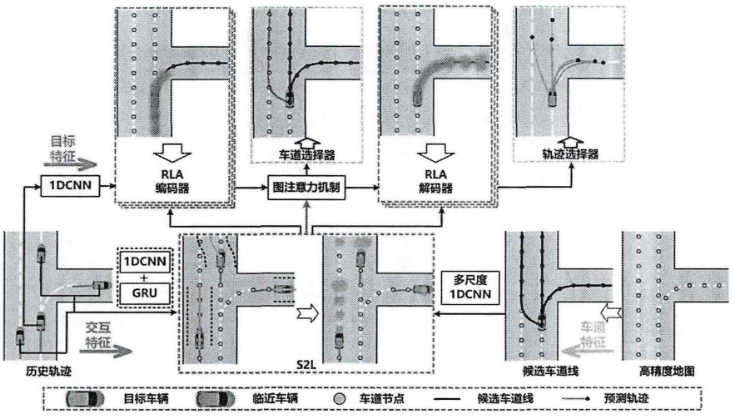 目标
特征
1DCNN
RLA
编码器
车道选择器
图注意力机制
RLA
解码器
轨迹选择器
1DCNN
+
GRU
交互
特征
历史轨迹
S2L
多尺度
1DCNN
车道
特征
候选车道线
高精度地图
目标车辆
临近车辆
车道节点
候选车道线
预测轨迹